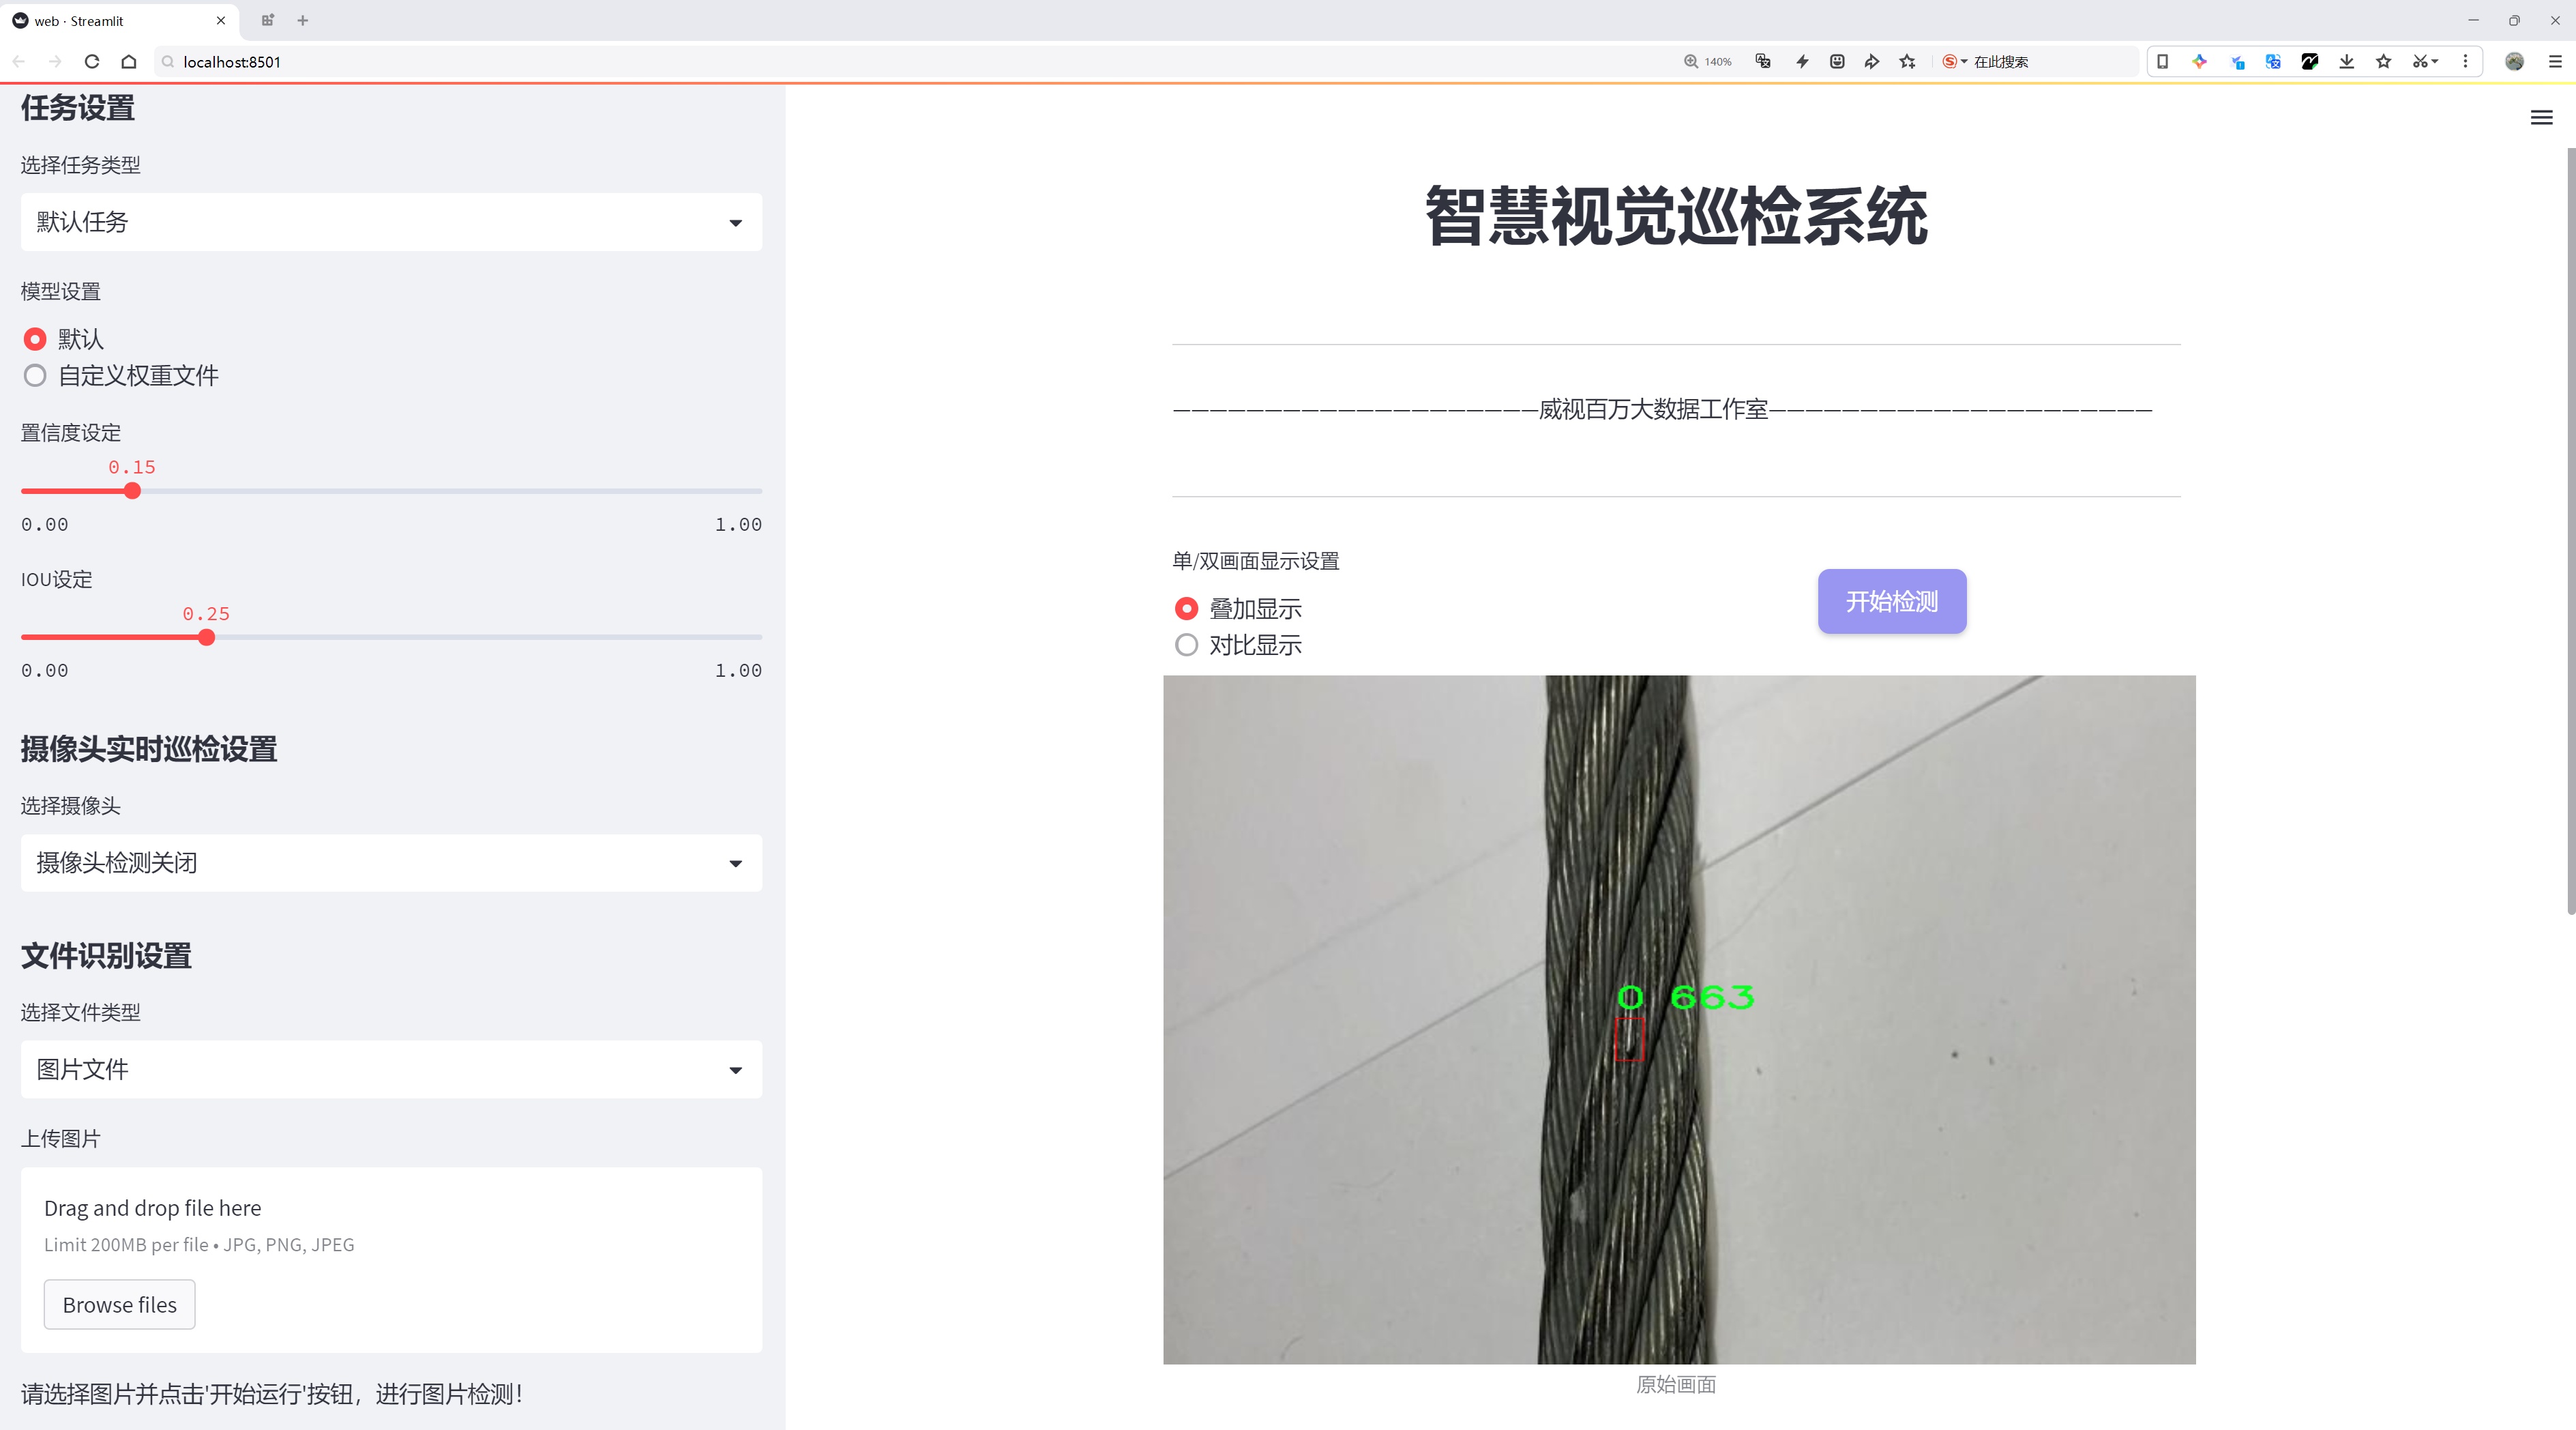 web · Streamlit
localhost:8501
140%
在此搜索
任务设置
选择任务类型
默认任务
模型设置
默认
自定义权重文件
置信度设定
0.15
0.00 1.00
IOU设定
0.25
0.00 1.00
摄像头实时巡检设置
选择摄像头
摄像头检测关闭
文件识别设置
选择文件类型
图片文件
上传图片
Drag and drop file here
Limit 200MB per file • JPG, PNG, JPEG
Browse files
请选择图片并点击'开始运行'按钮，进行图片检测！
智慧视觉巡检系统
————————————————————威视百万大数据工作室—————————————————————
单/双画面显示设置
叠加显示
对比显示
开始检测
0 663
原始画面